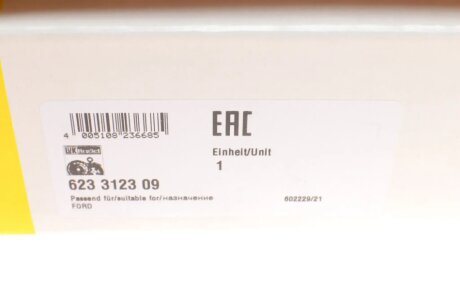 4 005108 236685
EAC
Einheit/Unit
1
623 3123 09
Passend für/suitable for/назначение
FORD
602229/21